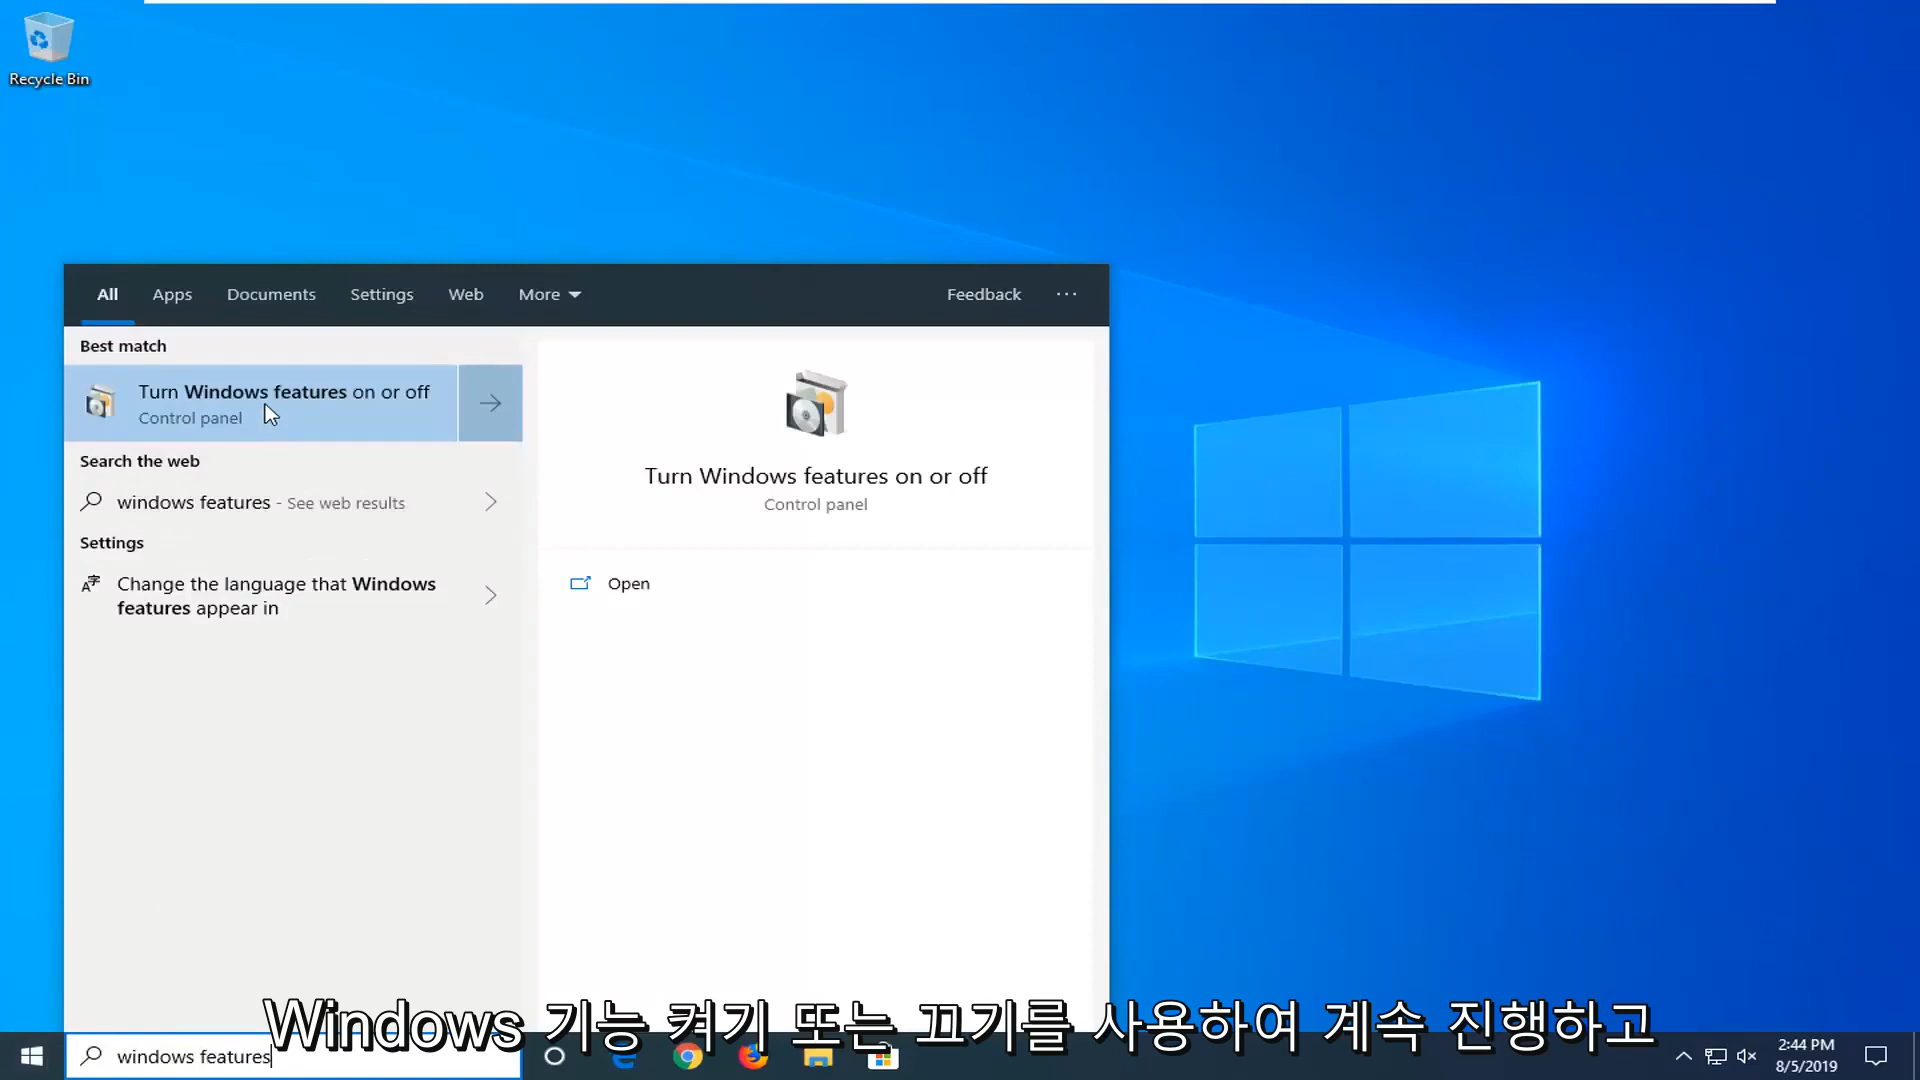 Recycle Bin
All Apps Documents Settings Web More Feedback ...
Best match
Turn Windows features on or off
Control panel
Search the web
windows features - See web results
Settings
Change the language that Windows
features appear in
Turn Windows features on or off
Control panel
Open
Windows 기능 켜기 또는 끄기를 사용하여 계속 진행하고
windows features
2:44 PM
8/5/2019